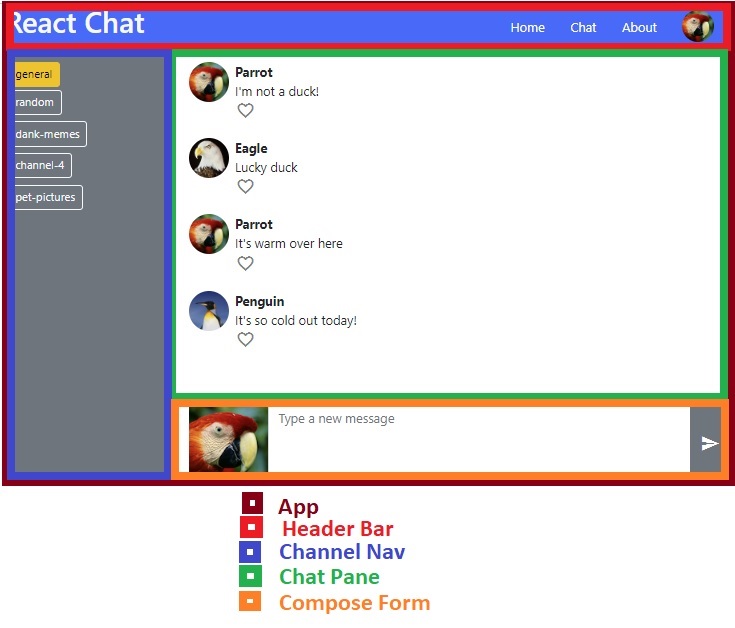 React Chat
Home Chat About
general
random
dank-memes
channel-4
pet-pictures
Parrot
I'm not a duck!
Eagle
Lucky duck
Parrot
It's warm over here
Penguin
It's so cold out today!
Type a new message
App
Header Bar
Channel Nav
Chat Pane
Compose Form